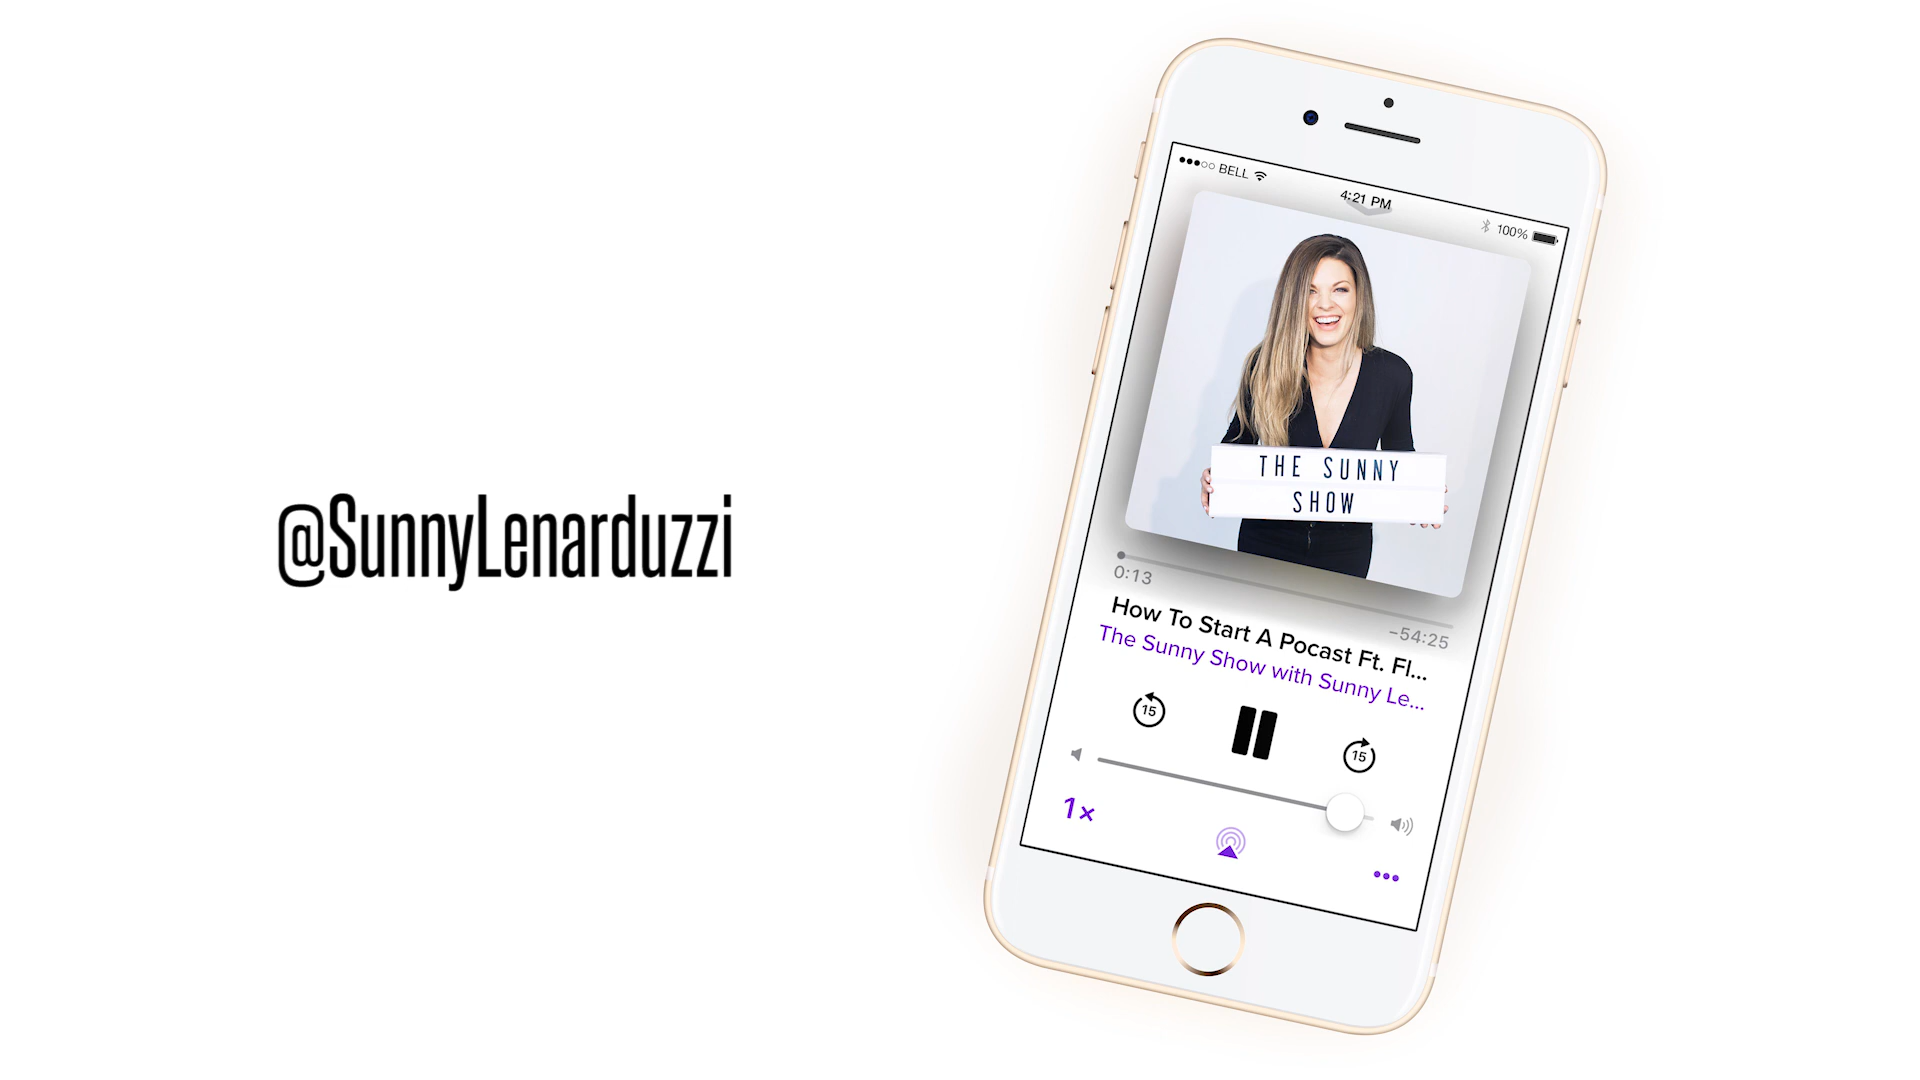 @SunnyLenarduzzi
BELL
4:21 PM
100%
THE SUNNY
SHOW
0:13
-54:25
How To Start A Pocast Ft. Fl...
The Sunny Show with Sunny Le...
15
15
1×